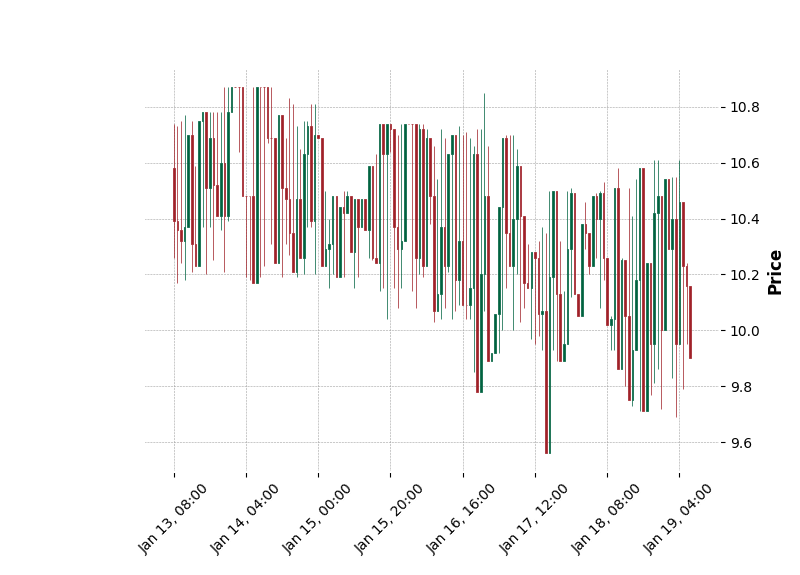 10.8
10.6
10.4
10.2
10.0
9.8
9.6
Price
Jan 13, 08:00
Jan 14, 04:00
Jan 15, 00:00
Jan 15, 20:00
Jan 16, 16:00
Jan 17, 12:00
Jan 18, 08:00
Jan 19, 04:00